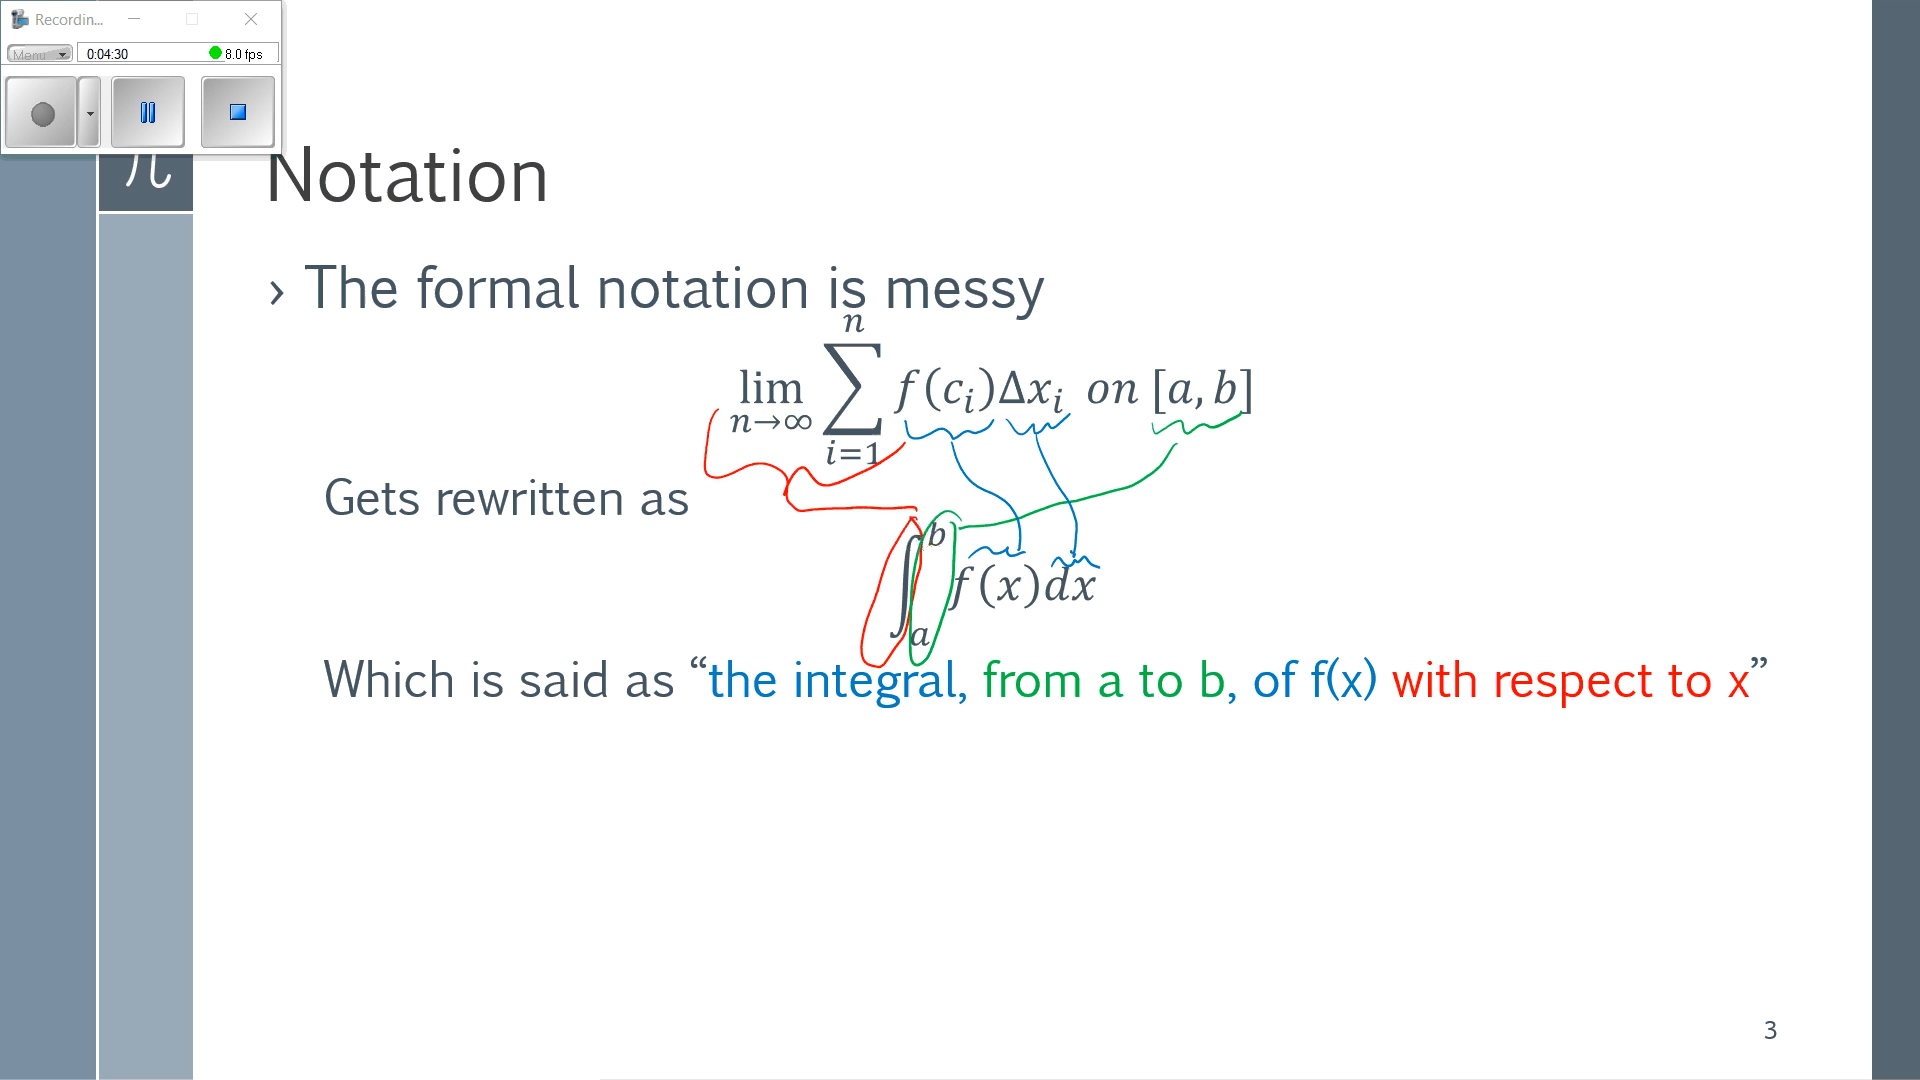 Recordin...
Menu 0:04:30 8.0 fps
π
Notation
› The formal notation is messy
lim n→∞ ∑ i=1 n f(cᵢ)Δxᵢ on [a, b]
Gets rewritten as
∫ₐᵇ f(x)dx
Which is said as “the integral, from a to b, of f(x) with respect to x”
3